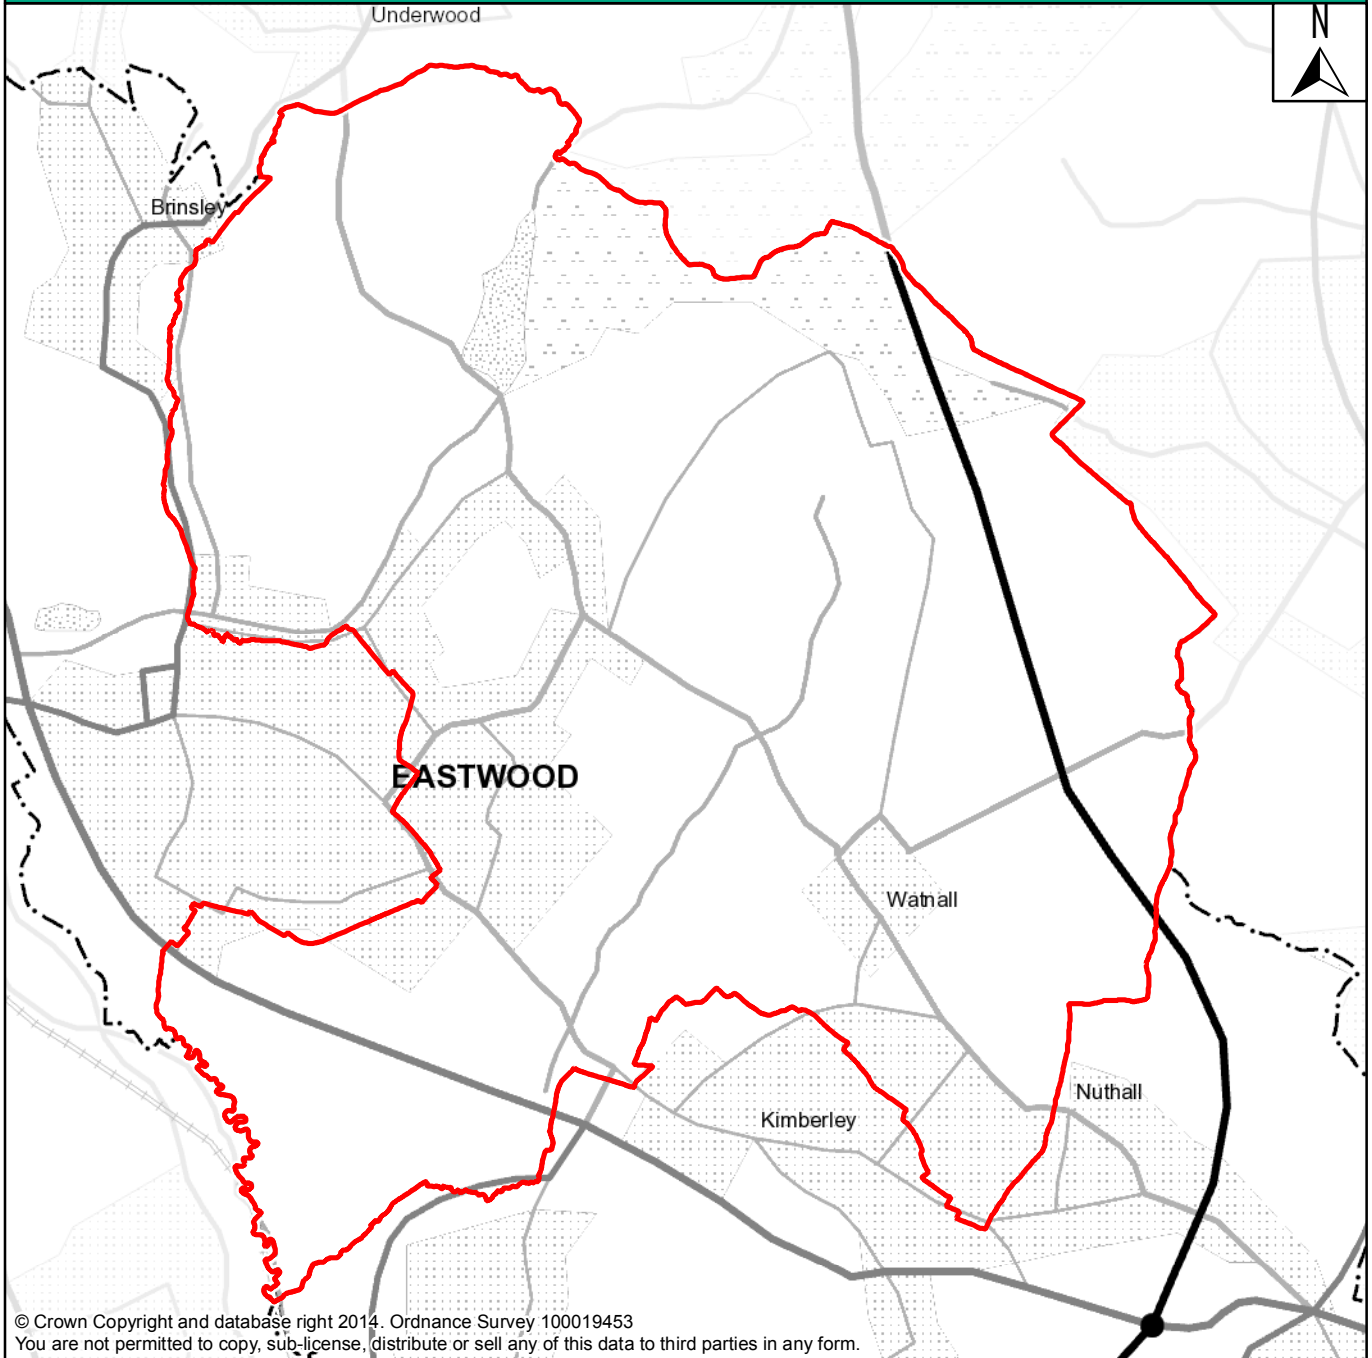 Underwood
N
Brinsley
EASTWOOD
Watnall
Nuthall
Kimberley
© Crown Copyright and database right 2014. Ordnance Survey 100019453
You are not permitted to copy, sub-license, distribute or sell any of this data to third parties in any form.